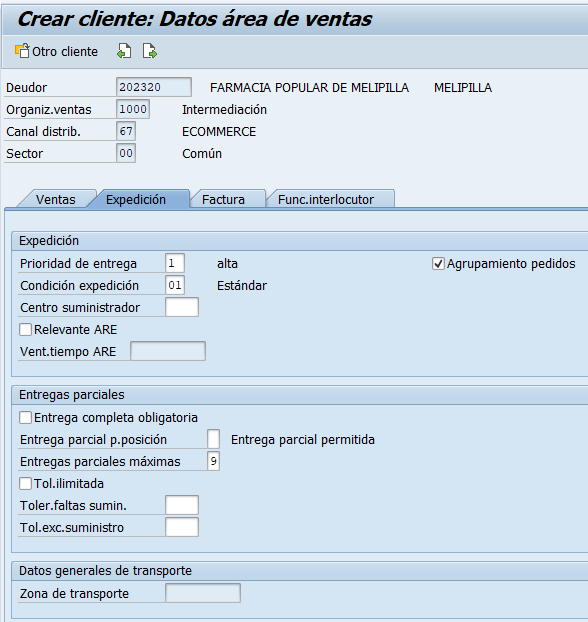 Crear cliente: Datos área de ventas
Otro cliente
Deudor 202320 FARMACIA POPULAR DE MELIPILLA MELIPILLA
Organiz.ventas 1000 Intermediación
Canal distrib. 67 ECOMMERCE
Sector 00 Común
Ventas Expedición Factura Func.interlocutor
Expedición
Prioridad de entrega 1 alta Agrupamiento pedidos
Condición expedición 01 Estándar
Centro suministrador
Relevante ARE
Vent.tiempo ARE
Entregas parciales
Entrega completa obligatoria
Entrega parcial p.posición Entrega parcial permitida
Entregas parciales máximas 9
Tol.ilimitada
Toler.faltas sumin.
Tol.exc.suministro
Datos generales de transporte
Zona de transporte